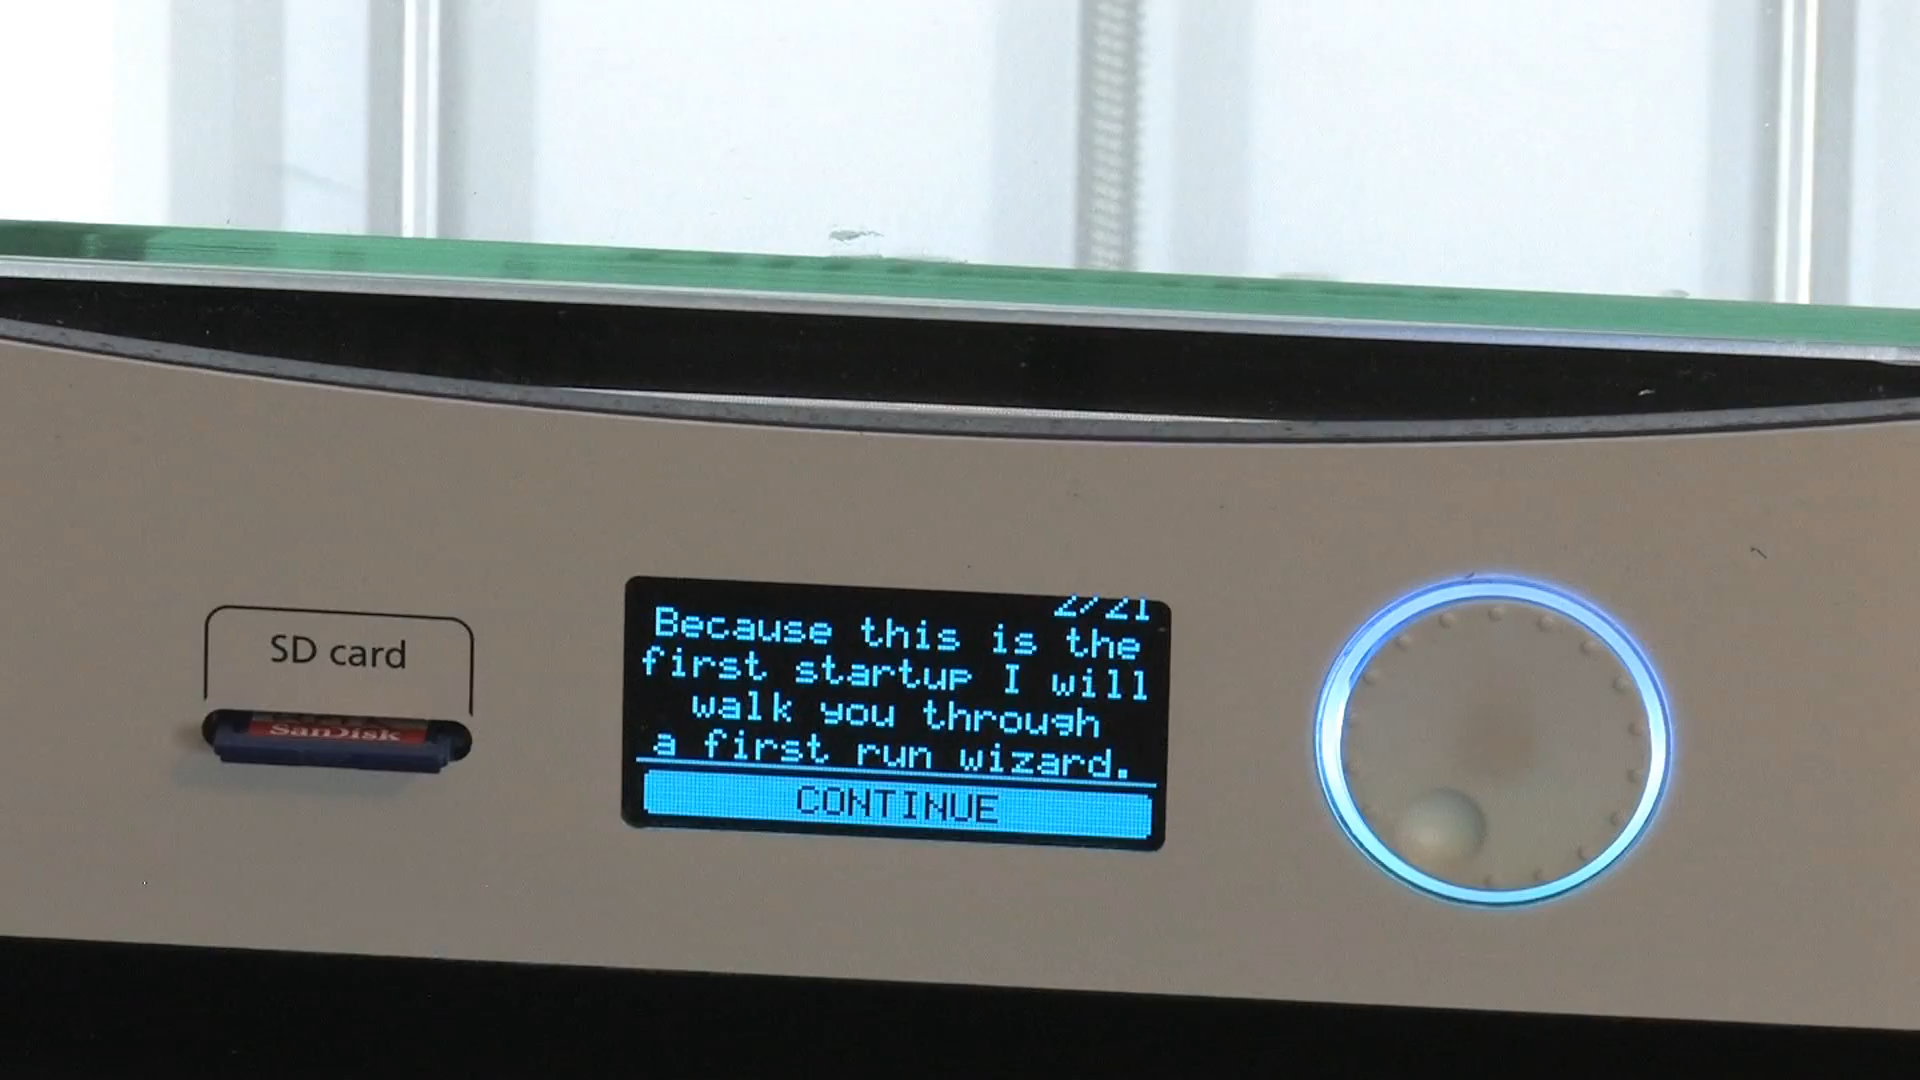 SD card
SanDisk
2/21
Because this is the
first startup I will
walk you through
a first run wizard.
CONTINUE